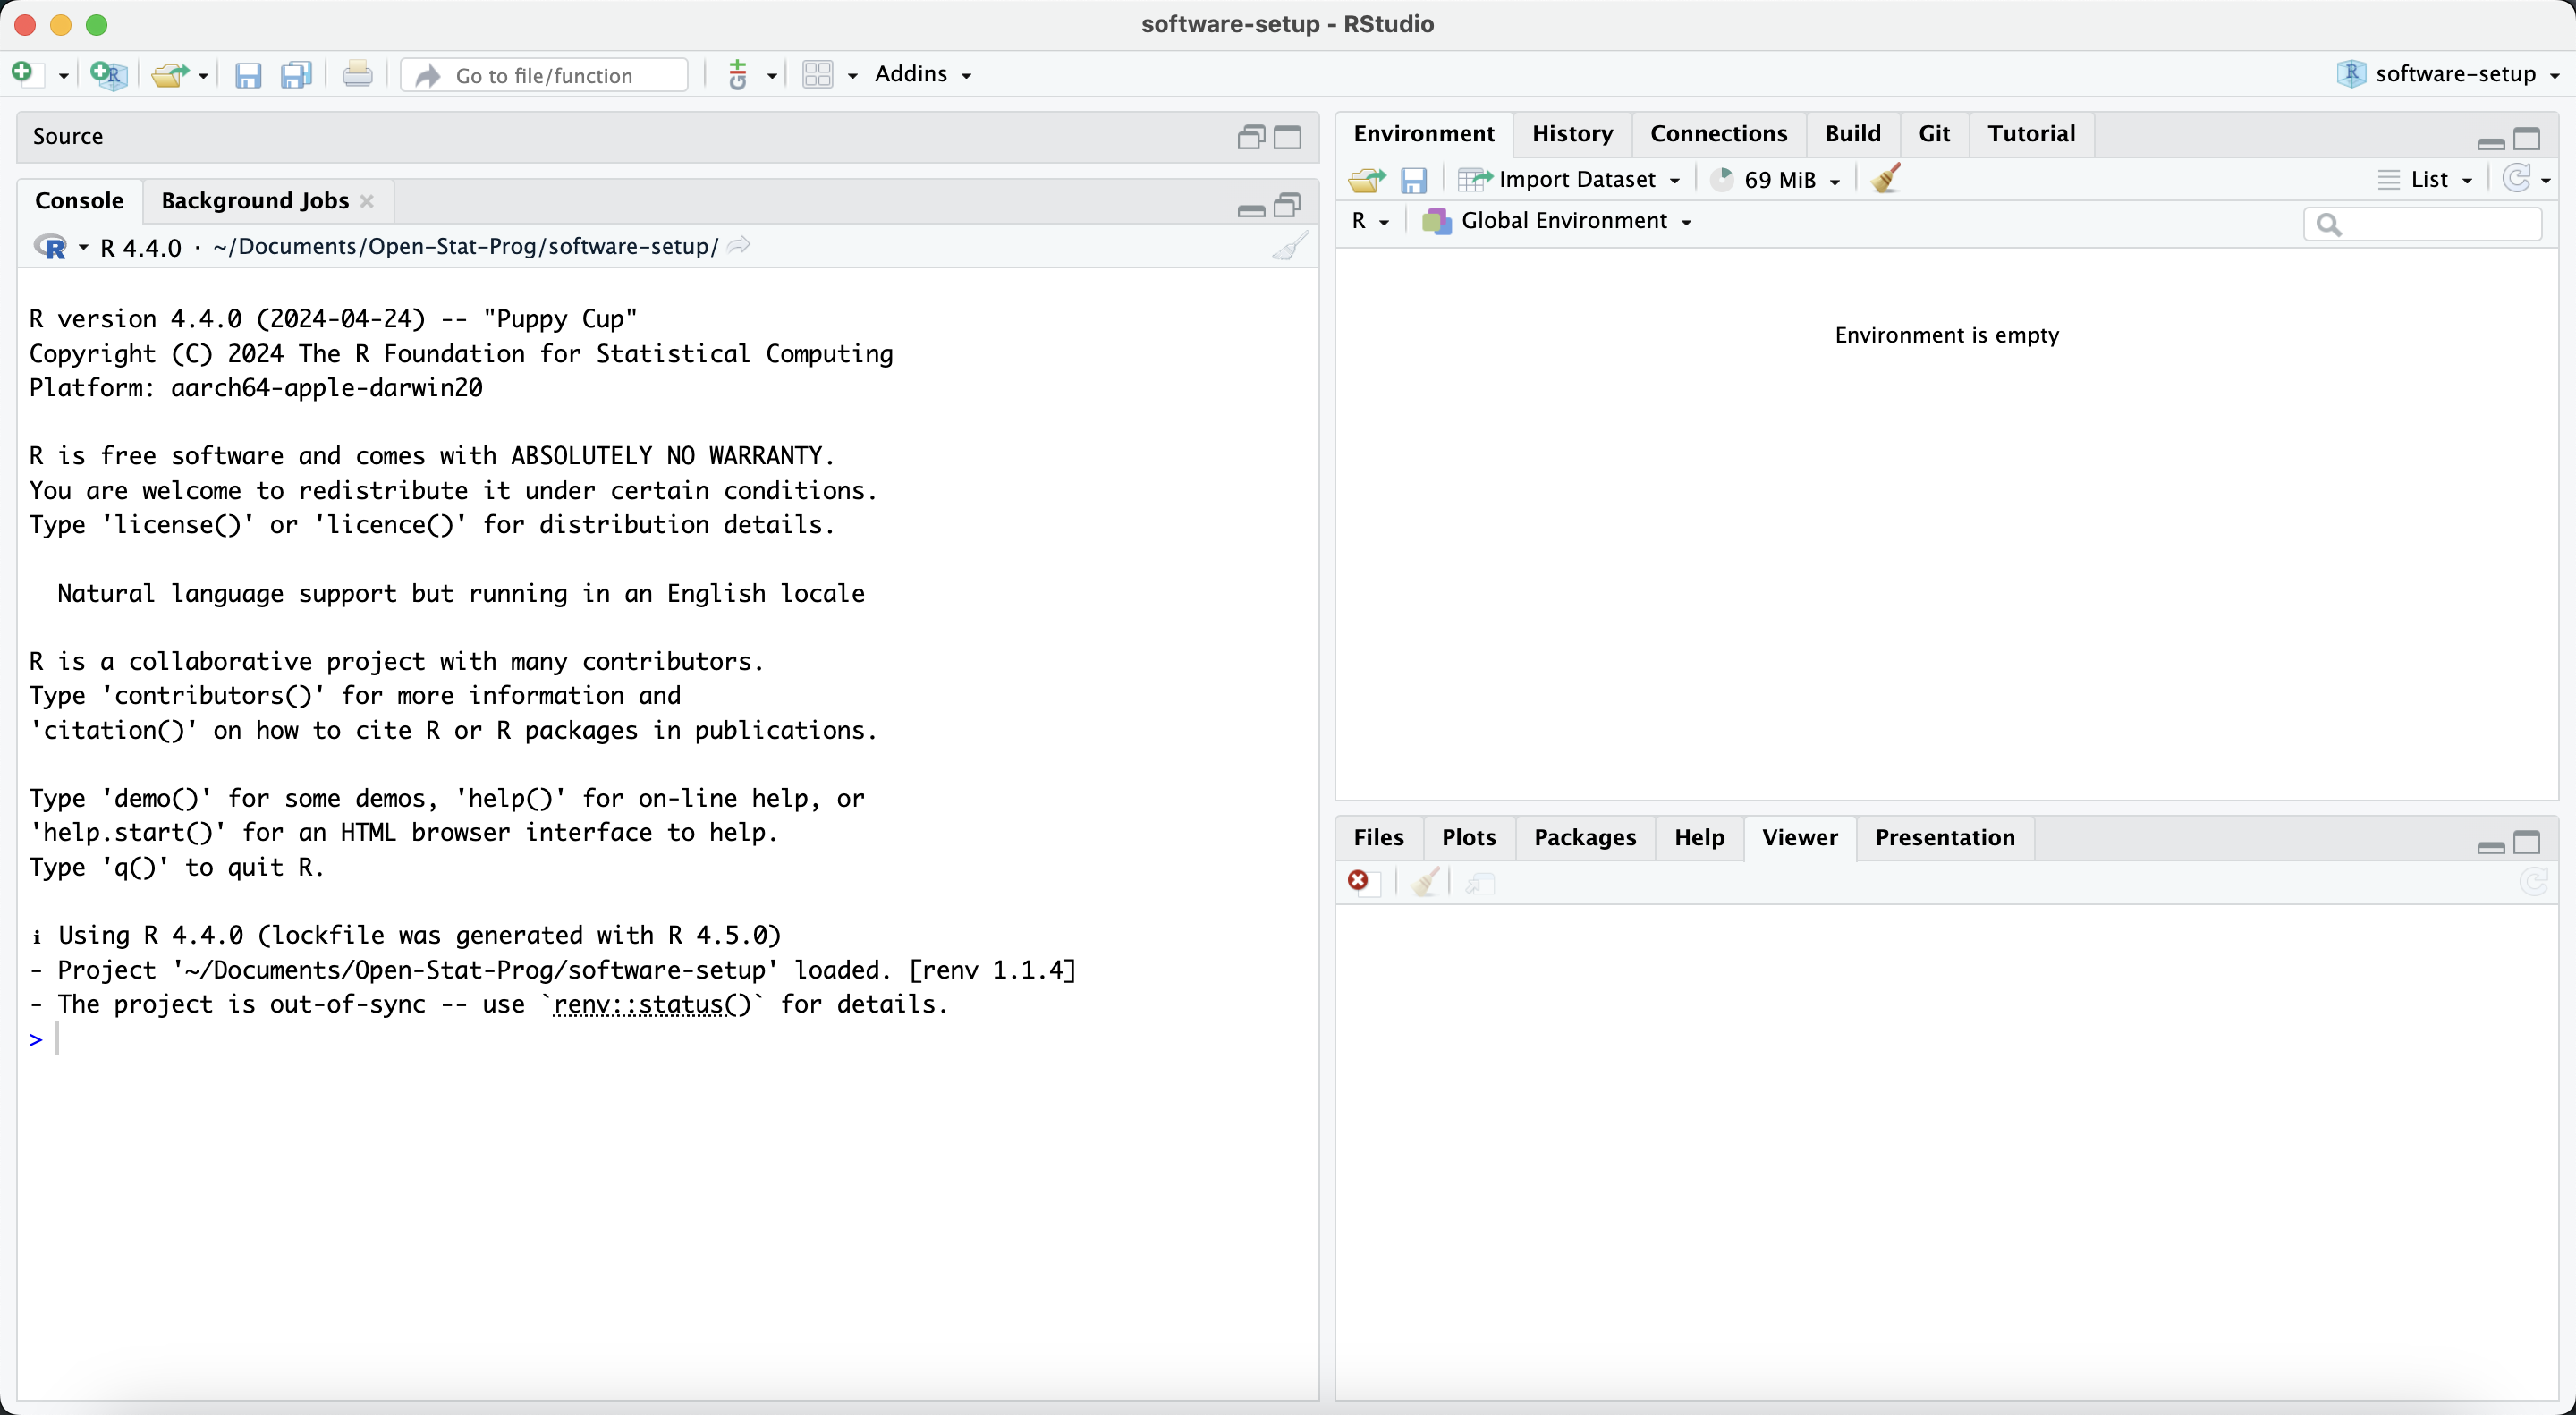 software-setup - RStudio
Go to file/function
Addins
software-setup
Source
Console
Background Jobs
R 4.4.0 · ~/Documents/Open-Stat-Prog/software-setup/
R version 4.4.0 (2024-04-24) -- "Puppy Cup"
Copyright (C) 2024 The R Foundation for Statistical Computing
Platform: aarch64-apple-darwin20
R is free software and comes with ABSOLUTELY NO WARRANTY.
You are welcome to redistribute it under certain conditions.
Type 'license()' or 'licence()' for distribution details.
Natural language support but running in an English locale
R is a collaborative project with many contributors.
Type 'contributors()' for more information and
'citation()' on how to cite R or R packages in publications.
Type 'demo()' for some demos, 'help()' for on-line help, or
'help.start()' for an HTML browser interface to help.
Type 'q()' to quit R.
ℹ Using R 4.4.0 (lockfile was generated with R 4.5.0)
- Project '~/Documents/Open-Stat-Prog/software-setup' loaded. [renv 1.1.4]
- The project is out-of-sync -- use `renv::status()` for details.
>
Environment History Connections Build Git Tutorial
Import Dataset 69 MiB List
R Global Environment
Environment is empty
Files Plots Packages Help Viewer Presentation